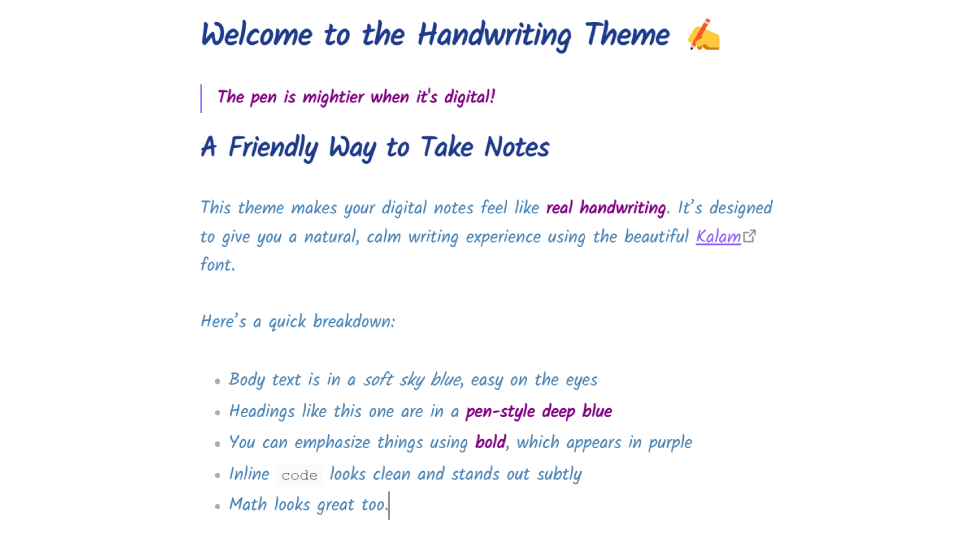 Welcome to the Handwriting Theme ✍️
The pen is mightier when it's digital!
A Friendly Way to Take Notes
This theme makes your digital notes feel like real handwriting. It’s designed
to give you a natural, calm writing experience using the beautiful Kalam
font.
Here’s a quick breakdown:
Body text is in a soft sky blue, easy on the eyes
Headings like this one are in a pen-style deep blue
You can emphasize things using bold, which appears in purple
Inline code looks clean and stands out subtly
Math looks great too.